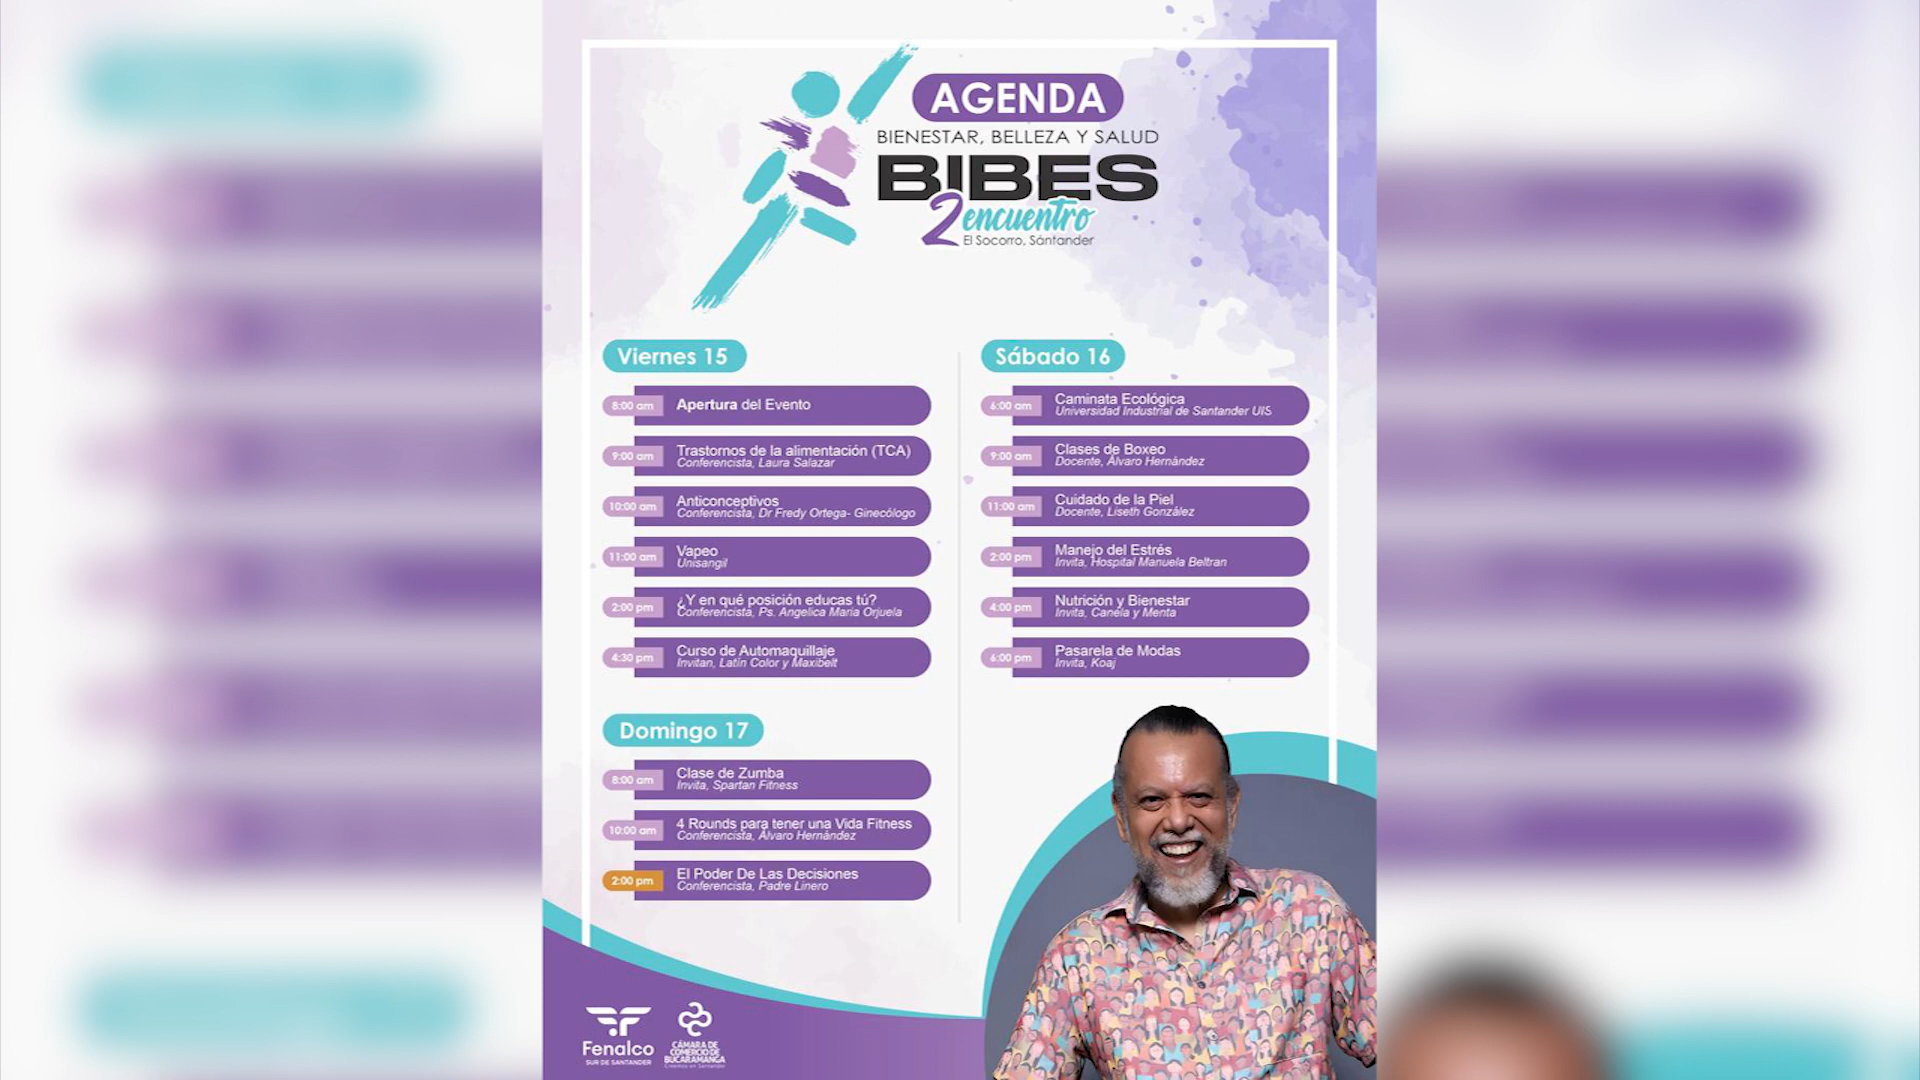 AGENDA
BIENESTAR, BELLEZA Y SALUD
BIBES
2 encuentro
El Socorro, Sántander
Viernes 15
8:00 am Apertura del Evento
9:00 am Trastornos de la alimentación (TCA)
Conferencista, Laura Salazar
10:00 am Anticonceptivos
Conferencista, Dr Fredy Ortega- Ginecólogo
11:00 am Vapeo
Unisangil
2:00 pm ¿Y en qué posición educas tú?
Conferencista, Ps. Angelica Maria Orjuela
4:30 pm Curso de Automaquillaje
Invitan, Latin Color y Maxibelt
Sábado 16
6:00 am Caminata Ecológica
Universidad Industrial de Santander UIS
9:00 am Clases de Boxeo
Docente, Álvaro Hernández
11:00 am Cuidado de la Piel
Docente, Liseth González
2:00 pm Manejo del Estrés
Invita, Hospital Manuela Beltran
4:00 pm Nutrición y Bienestar
Invita, Canela y Menta
6:00 pm Pasarela de Modas
Invita, Koaj
Domingo 17
8:00 am Clase de Zumba
Invita, Spartan Fitness
10:00 am 4 Rounds para tener una Vida Fitness
Conferencista, Álvaro Hernández
2:00 pm El Poder De Las Decisiones
Conferencista, Padre Linero
Fenalco
SUR DE SANTANDER
CÁMARA DE
COMERCIO DE
BUCARAMANGA